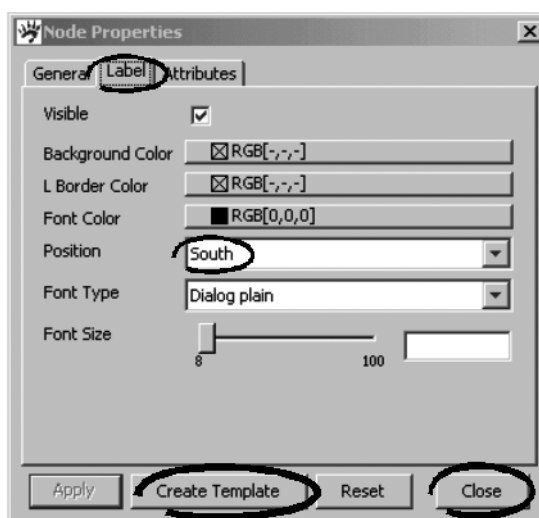 Node Properties
General Label Attributes
Visible
Background Color RGB[-,-,-]
L Border Color RGB[-,-,-]
Font Color RGB[0,0,0]
Position South
Font Type Dialog plain
Font Size
8 100
Apply Create Template Reset Close